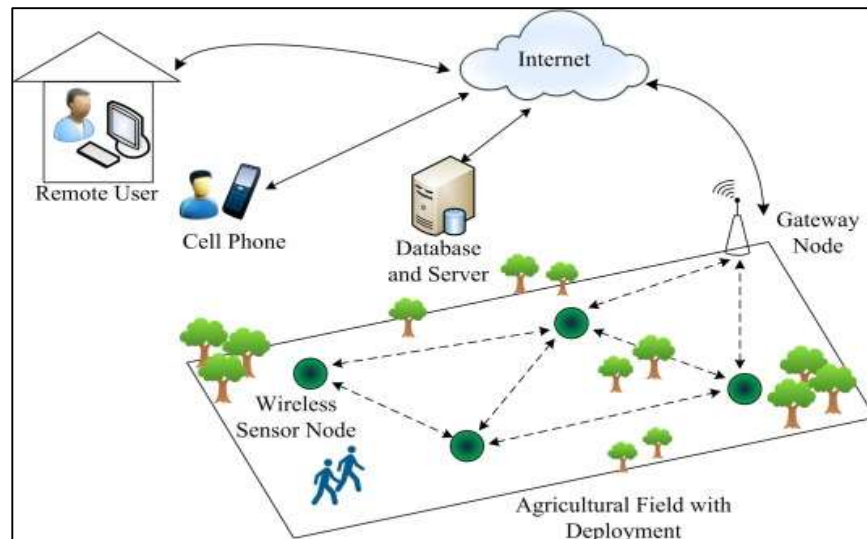 Internet
Remote User
Cell Phone
Database
and Server
Gateway
Node
Wireless
Sensor Node
Agricultural Field with
Deployment